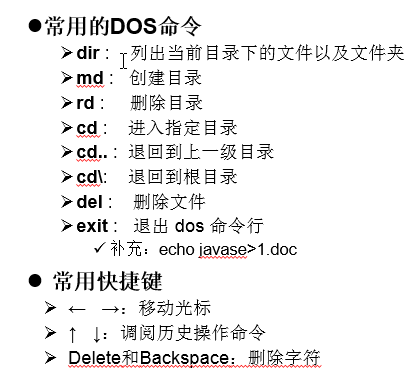 ●常用的DOS命令
➢dir： 列出当前目录下的文件以及文件夹
➢md： 创建目录
➢rd： 删除目录
➢cd： 进入指定目录
➢cd..：退回到上一级目录
➢cd\: 退回到根目录
➢del： 删除文件
➢exit： 退出 dos 命令行
✓补充：echo javase>1.doc
● 常用快捷键
➢ ← →：移动光标
➢ ↑ ↓：调阅历史操作命令
➢ Delete和Backspace：删除字符